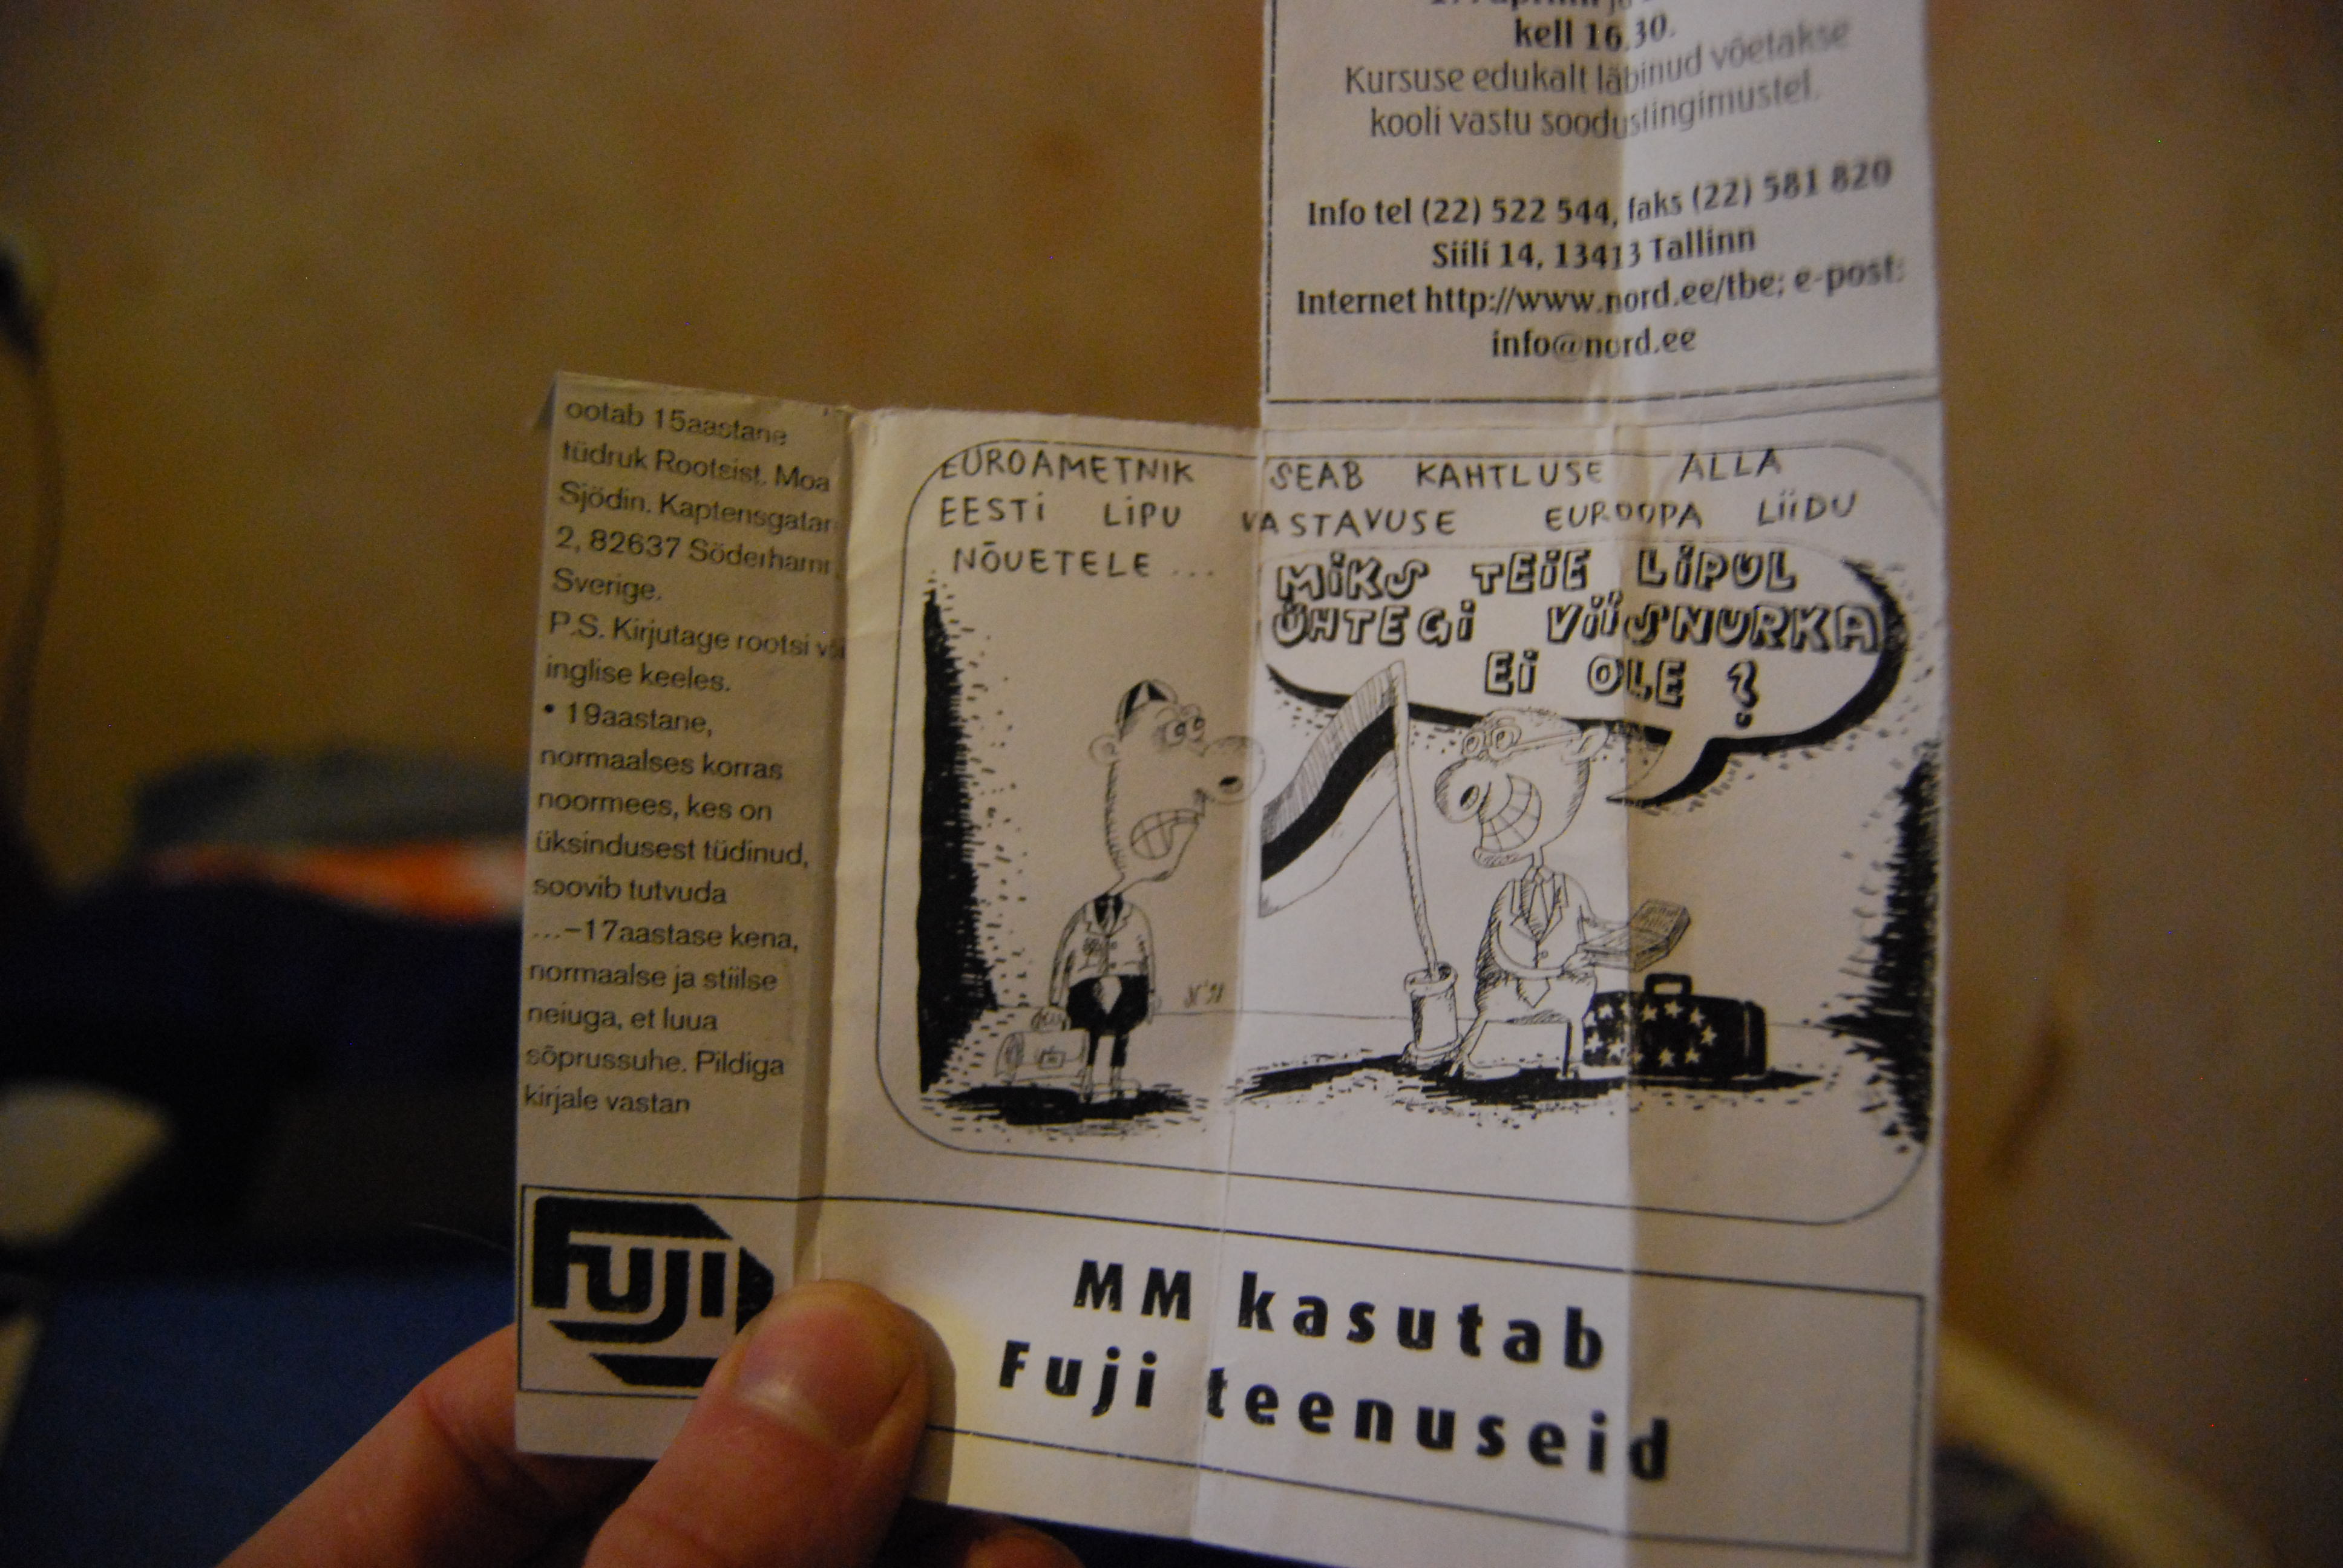 kell 16.30.
Kursuse edukalt läbinud võetakse
kooli vastu soodustingimustel.
Info tel (22) 522 544, faks (22) 581 820
Siili 14, 13413 Tallinn
Internet http://www.nord.ee/tbe; e-post:
info@nord.ee
ootab 15aastane
tüdruk Rootsist. Moa
Sjödin. Kaptensgatan
2, 82637 Söderhamn
Sverige.
P.S. Kirjutage rootsi või
inglise keeles.
• 19aastane,
normaalses korras
noormees, kes on
üksindusest tüdinud,
soovib tutvuda
...–17aastase kena,
normaalse ja stiilse
neiuga, et luua
sõprussuhe. Pildiga
kirjale vastan
EUROAMETNIK SEAB KAHTLUSE ALLA
EESTI LIPU VASTAVUSE EUROOPA LIIDU
NÕUETELE ...
MIKS TEIE LIPUL
ÜHTEGI VIISNURKA
EI OLE?
FUJI
MM kasutab
Fuji teenuseid